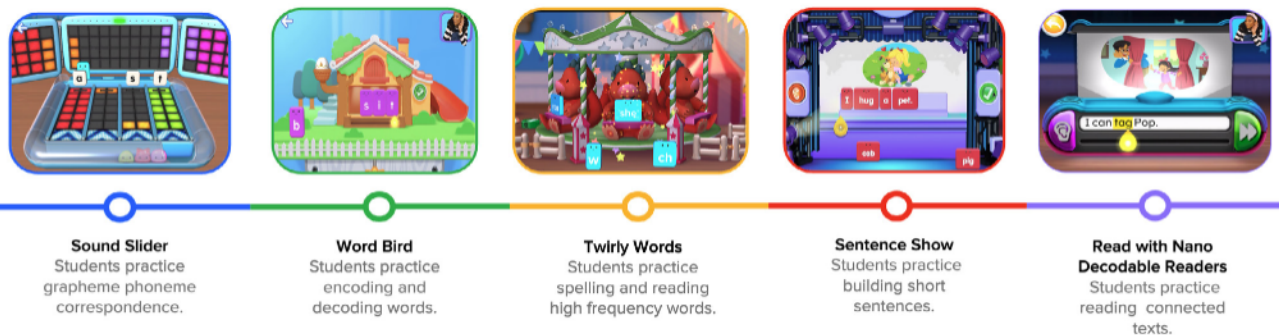 a s t
b
s i t
she
w
ch
I hug a pet.
pig
I can tag Pop.
Sound Slider
Students practice
grapheme phoneme
correspondence.
Word Bird
Students practice
encoding and
decoding words.
Twirly Words
Students practice
spelling and reading
high frequency words.
Sentence Show
Students practice
building short
sentences.
Read with Nano
Decodable Readers
Students practice
reading connected
texts.